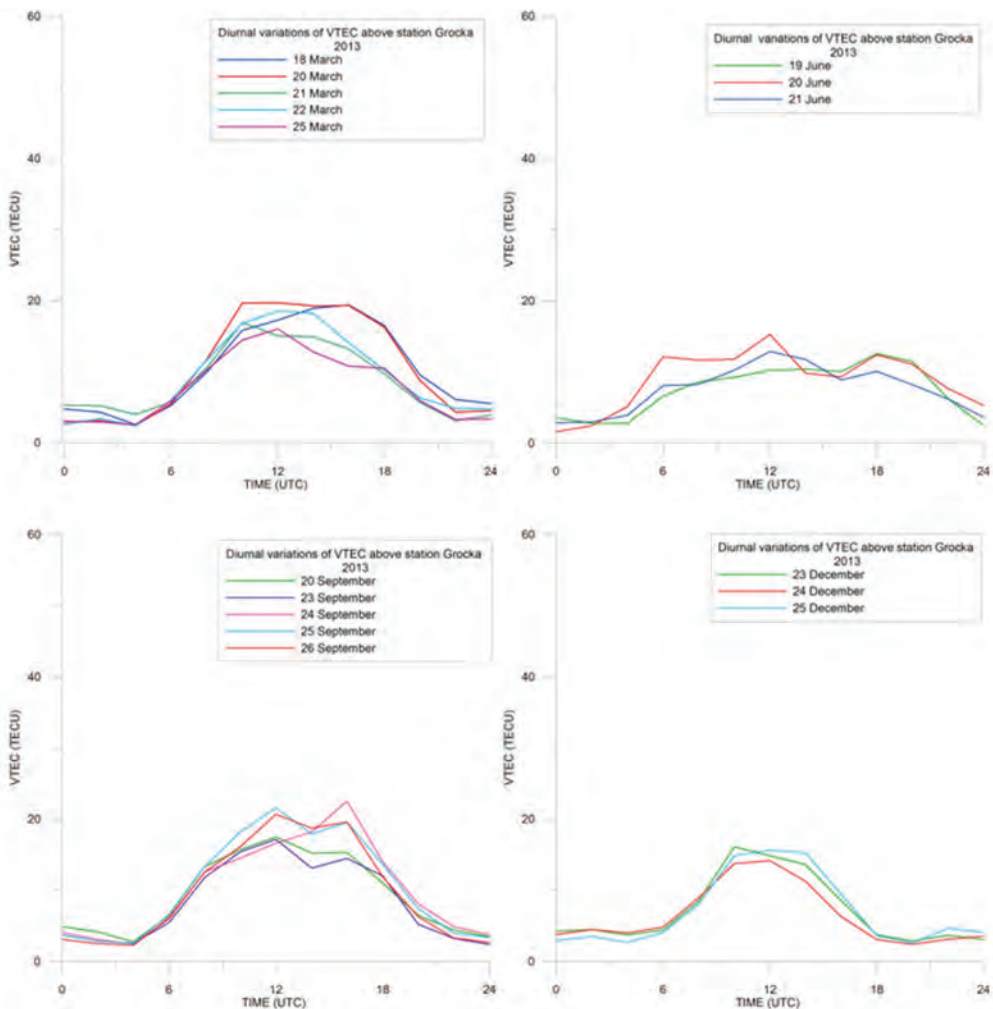 Diurnal variations of VTEC above station Grocka
2013
18 March
20 March
21 March
22 March
25 March
60
40
20
0
VTEC (TECU)
0 6 12 18 24
TIME (UTC)
Diurnal variations of VTEC above station Grocka
2013
19 June
20 June
21 June
60
40
20
0
VTEC (TECU)
0 6 12 18 24
TIME (UTC)
Diurnal variations of VTEC above station Grocka
2013
20 September
23 September
24 September
25 September
26 September
60
40
20
0
VTEC (TECU)
0 6 12 18 24
TIME (UTC)
Diurnal variations of VTEC above station Grocka
2013
23 December
24 December
25 December
60
40
20
0
VTEC (TECU)
0 6 12 18 24
TIME (UTC)